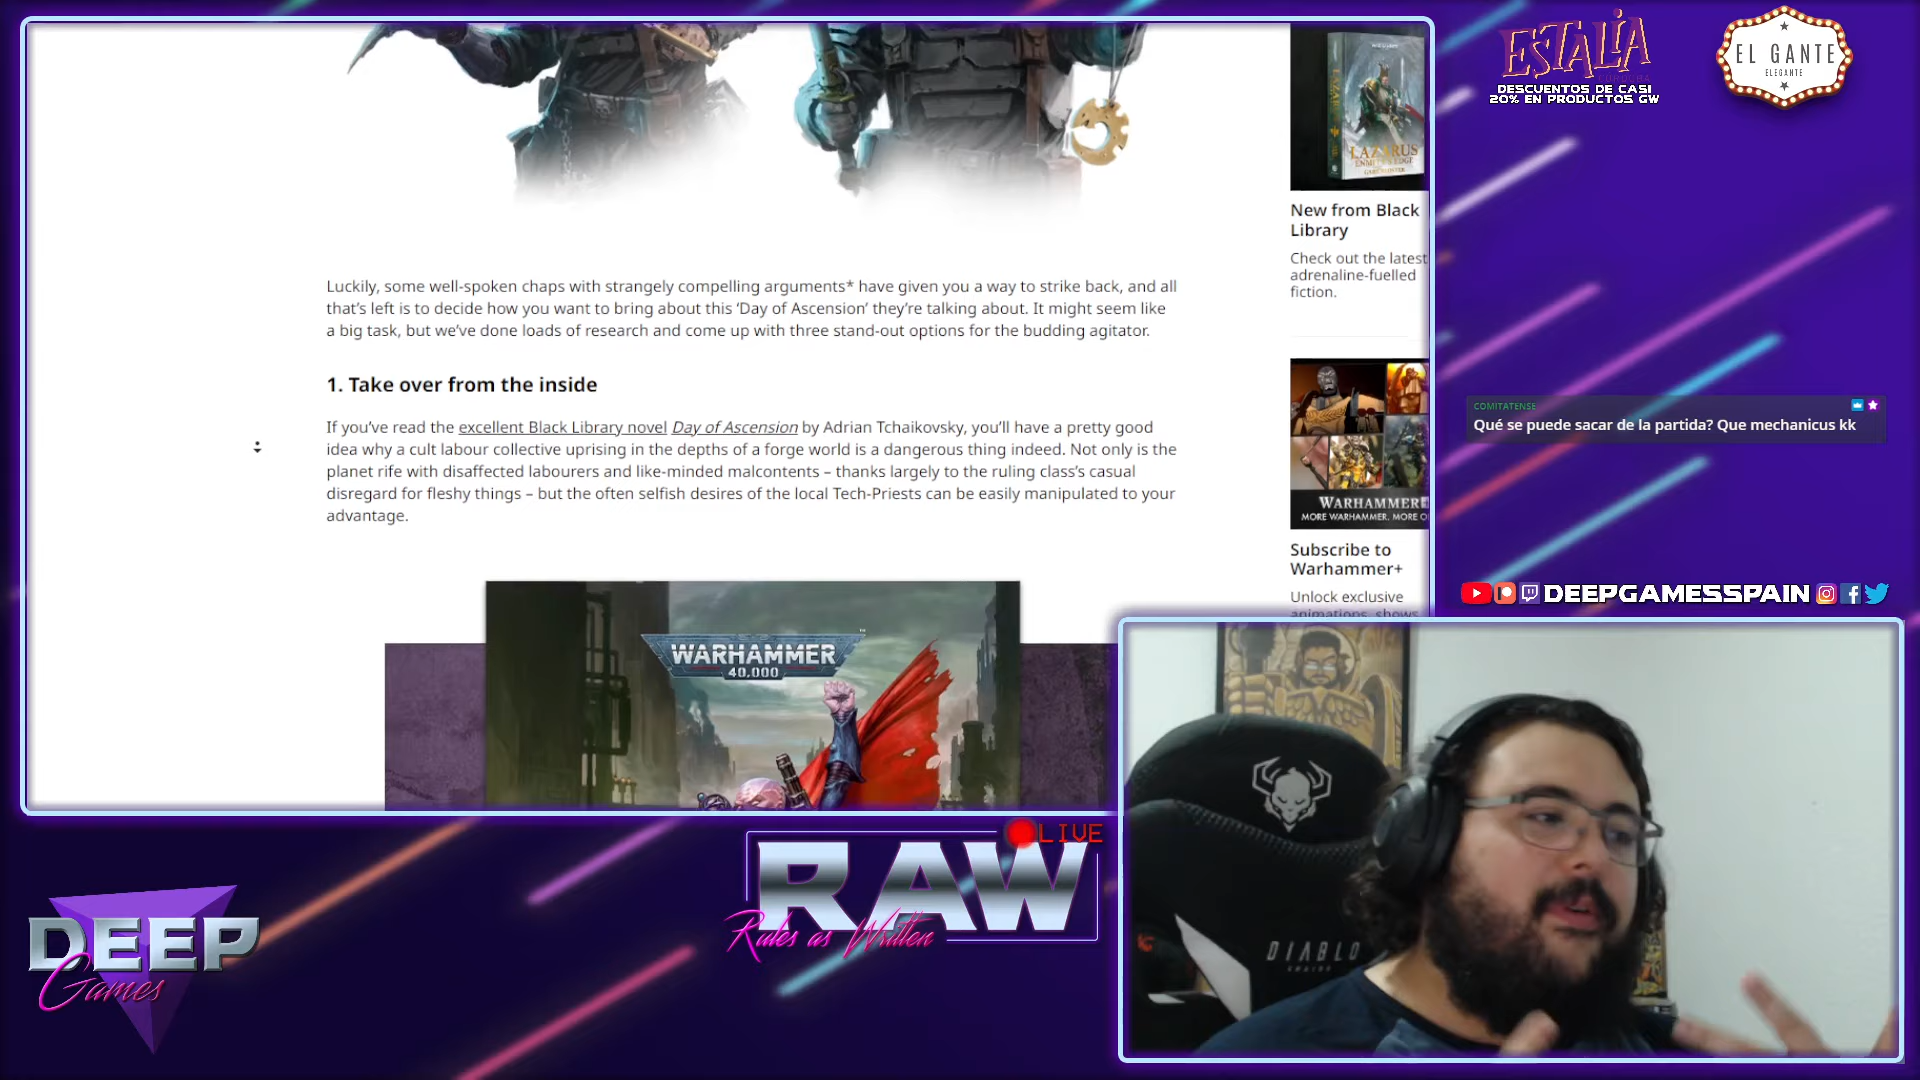 ESTALIA
CÓRDOBA
DESCUENTOS DE CASI
20% EN PRODUCTOS GW
EL GANTE
ELEGANTE
LAZARUS
ENMITY'S EDGE
New from Black
Library
Check out the latest
adrenaline-fuelled
fiction.
Luckily, some well-spoken chaps with strangely compelling arguments* have given you a way to strike back, and all
that's left is to decide how you want to bring about this ‘Day of Ascension’ they’re talking about. It might seem like
a big task, but we’ve done loads of research and come up with three stand-out options for the budding agitator.
1. Take over from the inside
If you’ve read the excellent Black Library novel Day of Ascension by Adrian Tchaikovsky, you’ll have a pretty good
idea why a cult labour collective uprising in the depths of a forge world is a dangerous thing indeed. Not only is the
planet rife with disaffected labourers and like-minded malcontents – thanks largely to the ruling class’s casual
disregard for fleshy things – but the often selfish desires of the local Tech-Priests can be easily manipulated to your
advantage.
WARHAMMER
40,000
WARHAMMER
MORE WARHAMMER. MORE O
Subscribe to
Warhammer+
Unlock exclusive
animations, shows
COMITATENSE
Qué se puede sacar de la partida? Que mechanicus kk
DEEPGAMESSPAIN
LIVE
RAW
Rules as Written
DEEP
Games
DIABLO